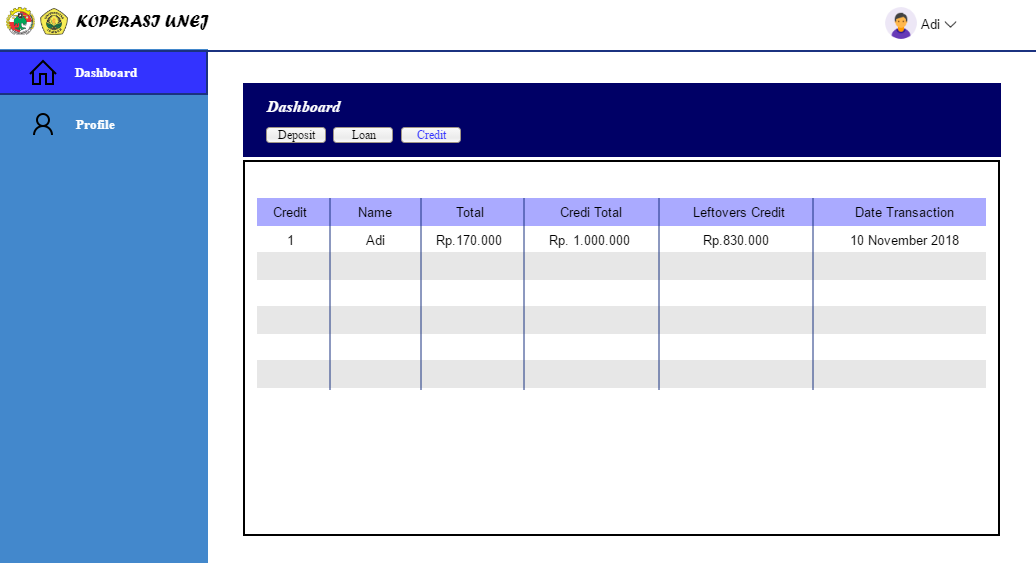 KOPERASI UNEJ
Adi
Dashboard
Profile
Dashboard
Deposit Loan Credit
Credit Name Total Credi Total Leftovers Credit Date Transaction
1 Adi Rp.170.000 Rp. 1.000.000 Rp.830.000 10 November 2018